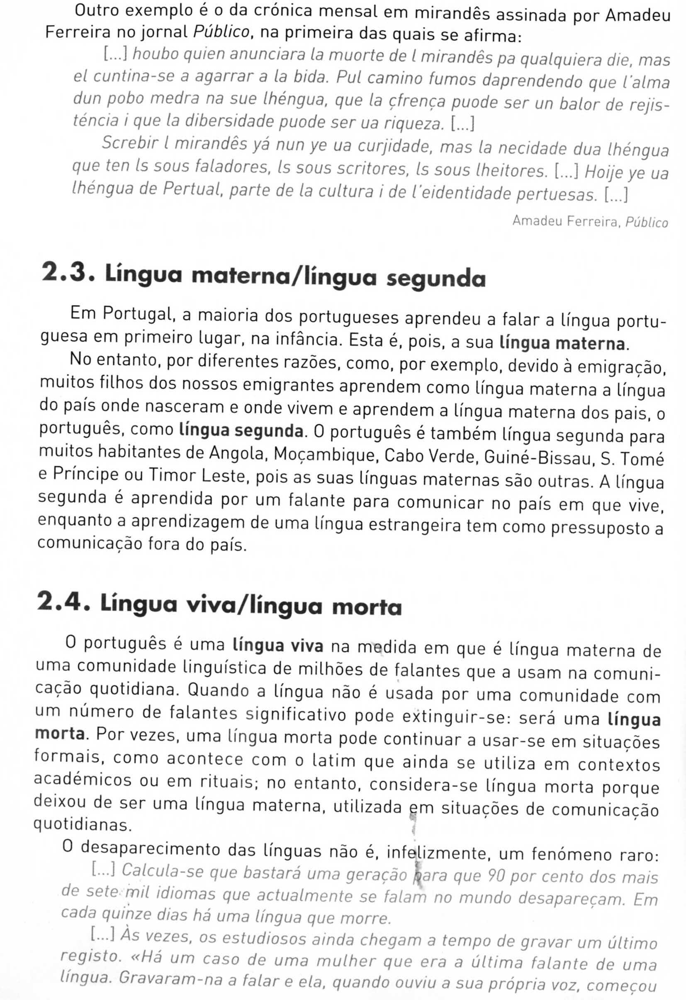 Outro exemplo é o da crónica mensal em mirandês assinada por Amadeu
Ferreira no jornal Público, na primeira das quais se afirma:
[...] houbo quien anunciara la muorte de l mirandês pa qualquiera die, mas
el cuntina-se a agarrar a la bida. Pul camino fumos daprendendo que l'alma
dun pobo medra na sue lhéngua, que la çfrença puode ser un balor de rejis-
téncia i que la dibersidade puode ser ua riqueza. [...]
Screbir l mirandês yá nun ye ua curjidade, mas la necidade dua lhéngua
que ten ls sous faladores, ls sous scritores, ls sous lheitores. [...] Hoije ye ua
lhéngua de Pertual, parte de la cultura i de l'eidentidade pertuesas. [...]
Amadeu Ferreira, Público
2.3. Língua materna/língua segunda
Em Portugal, a maioria dos portugueses aprendeu a falar a língua portu-
guesa em primeiro lugar, na infância. Esta é, pois, a sua língua materna.
No entanto, por diferentes razões, como, por exemplo, devido à emigração,
muitos filhos dos nossos emigrantes aprendem como língua materna a língua
do país onde nasceram e onde vivem e aprendem a língua materna dos pais, o
português, como língua segunda. O português é também língua segunda para
muitos habitantes de Angola, Moçambique, Cabo Verde, Guiné-Bissau, S. Tomé
e Príncipe ou Timor Leste, pois as suas línguas maternas são outras. A língua
segunda é aprendida por um falante para comunicar no país em que vive,
enquanto a aprendizagem de uma língua estrangeira tem como pressuposto a
comunicação fora do país.
2.4. Língua viva/língua morta
O português é uma língua viva na medida em que é língua materna de
uma comunidade linguística de milhões de falantes que a usam na comuni-
cação quotidiana. Quando a língua não é usada por uma comunidade com
um número de falantes significativo pode extinguir-se: será uma língua
morta. Por vezes, uma língua morta pode continuar a usar-se em situações
formais, como acontece com o latim que ainda se utiliza em contextos
académicos ou em rituais; no entanto, considera-se língua morta porque
deixou de ser uma língua materna, utilizada em situações de comunicação
quotidianas.
O desaparecimento das línguas não é, infelizmente, um fenómeno raro:
[...] Calcula-se que bastará uma geração para que 90 por cento dos mais
de sete mil idiomas que actualmente se falam no mundo desapareçam. Em
cada quinze dias há uma língua que morre.
[...] Às vezes, os estudiosos ainda chegam a tempo de gravar um último
registo. «Há um caso de uma mulher que era a última falante de uma
língua. Gravaram-na a falar e ela, quando ouviu a sua própria voz, começou